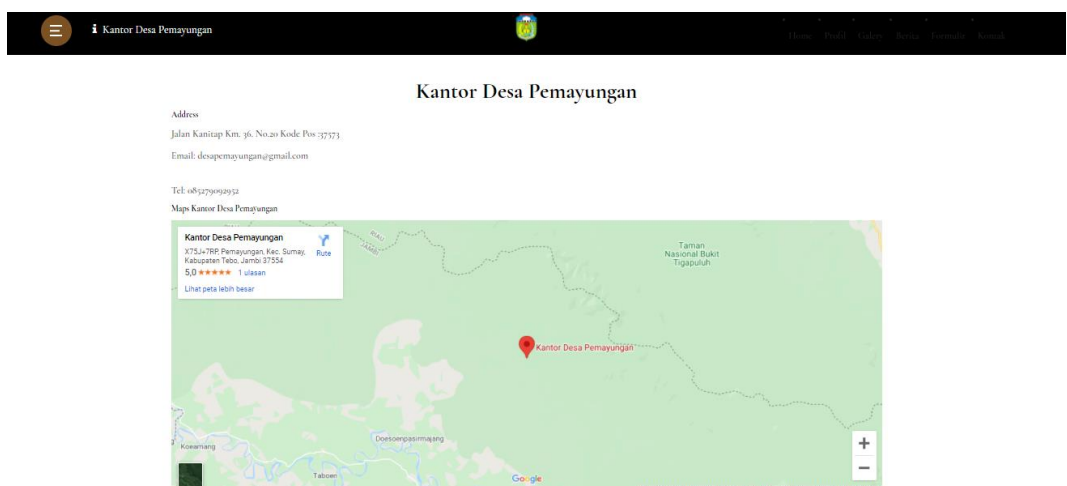 Kantor Desa Pemayungan
Home Profil Galery Berita Formulir Kontak
Kantor Desa Pemayungan
Address
Jalan Kanitap Km. 36. No.20 Kode Pos :37573
Email: desapemayungan@gmail.com
Tel: 085279092952
Maps Kantor Desa Pemayungan
Kantor Desa Pemayungan
X75J+7RP, Pemayungan, Kec. Sumay,
Kabupaten Tebo, Jambi 37554
Rute
5,0 ★★★★★ 1 ulasan
Lihat peta lebih besar
RIAU
JAMBI
Taman
Nasional Bukit
Tigapuluh
Kantor Desa Pemayungan
Doesoenpasirmajang
Koeamang
Taboen
Google
+
−